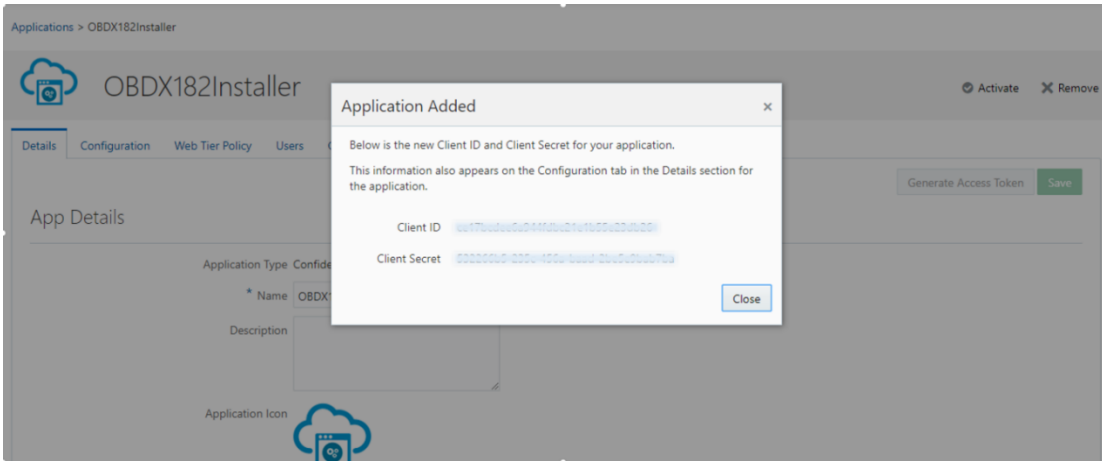 Applications > OBDX182Installer
OBDX182Installer
Activate
Remove
Application Added
×
Details
Configuration
Web Tier Policy
Users
Below is the new Client ID and Client Secret for your application.
This information also appears on the Configuration tab in the Details section for
the application.
Generate Access Token
Save
App Details
Client ID
Client Secret
Application Type Confide
* Name OBDX
Close
Description
Application Icon